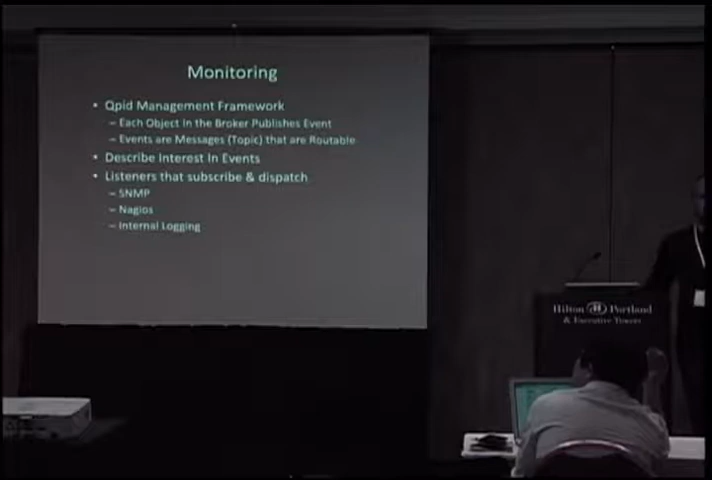 Monitoring
• Qpid Management Framework
– Each Object in the Broker Publishes Event
– Events are Messages (Topic) that are Routable
• Describe Interest in Events
• Listeners that subscribe & dispatch
– SNMP
– Nagios
– Internal Logging
Hilton Portland
& Executive Tower